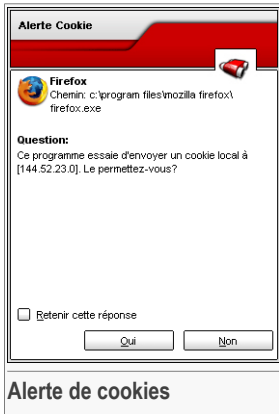 Alerte Cookie
Firefox
Chemin: c:\program files\mozilla firefox\
firefox.exe
Question:
Ce programme essaie d'envoyer un cookie local à
[144.52.23.0]. Le permettez-vous?
Retenir cette réponse
Oui
Non
Alerte de cookies